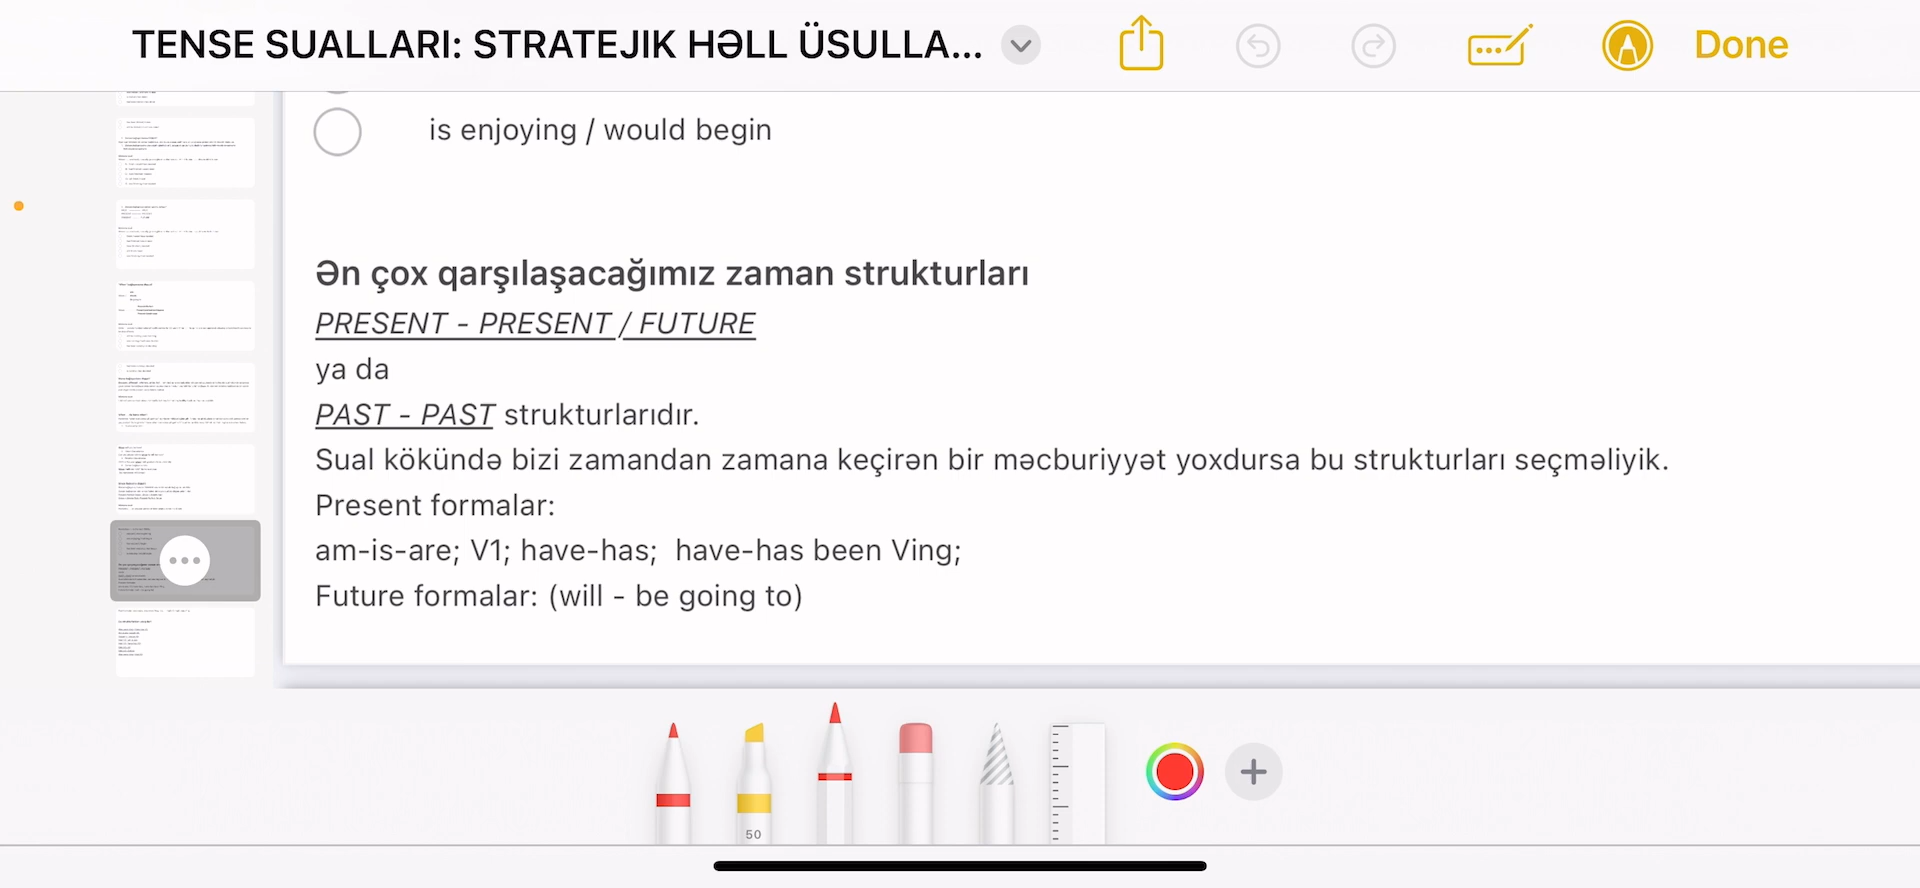 TENSE SUALLARI: STRATEJIK HƏLL ÜSULLA...
Done
is enjoying / would begin
Ən çox qarşılaşacağımız zaman strukturları
PRESENT - PRESENT / FUTURE
ya da
PAST - PAST strukturlarıdır.
Sual kökündə bizi zamandan zamana keçirən bir məcburiyyət yoxdursa bu strukturları seçməliyik.
Present formalar:
am-is-are; V1; have-has; have-has been Ving;
Future formalar: (will - be going to)
50